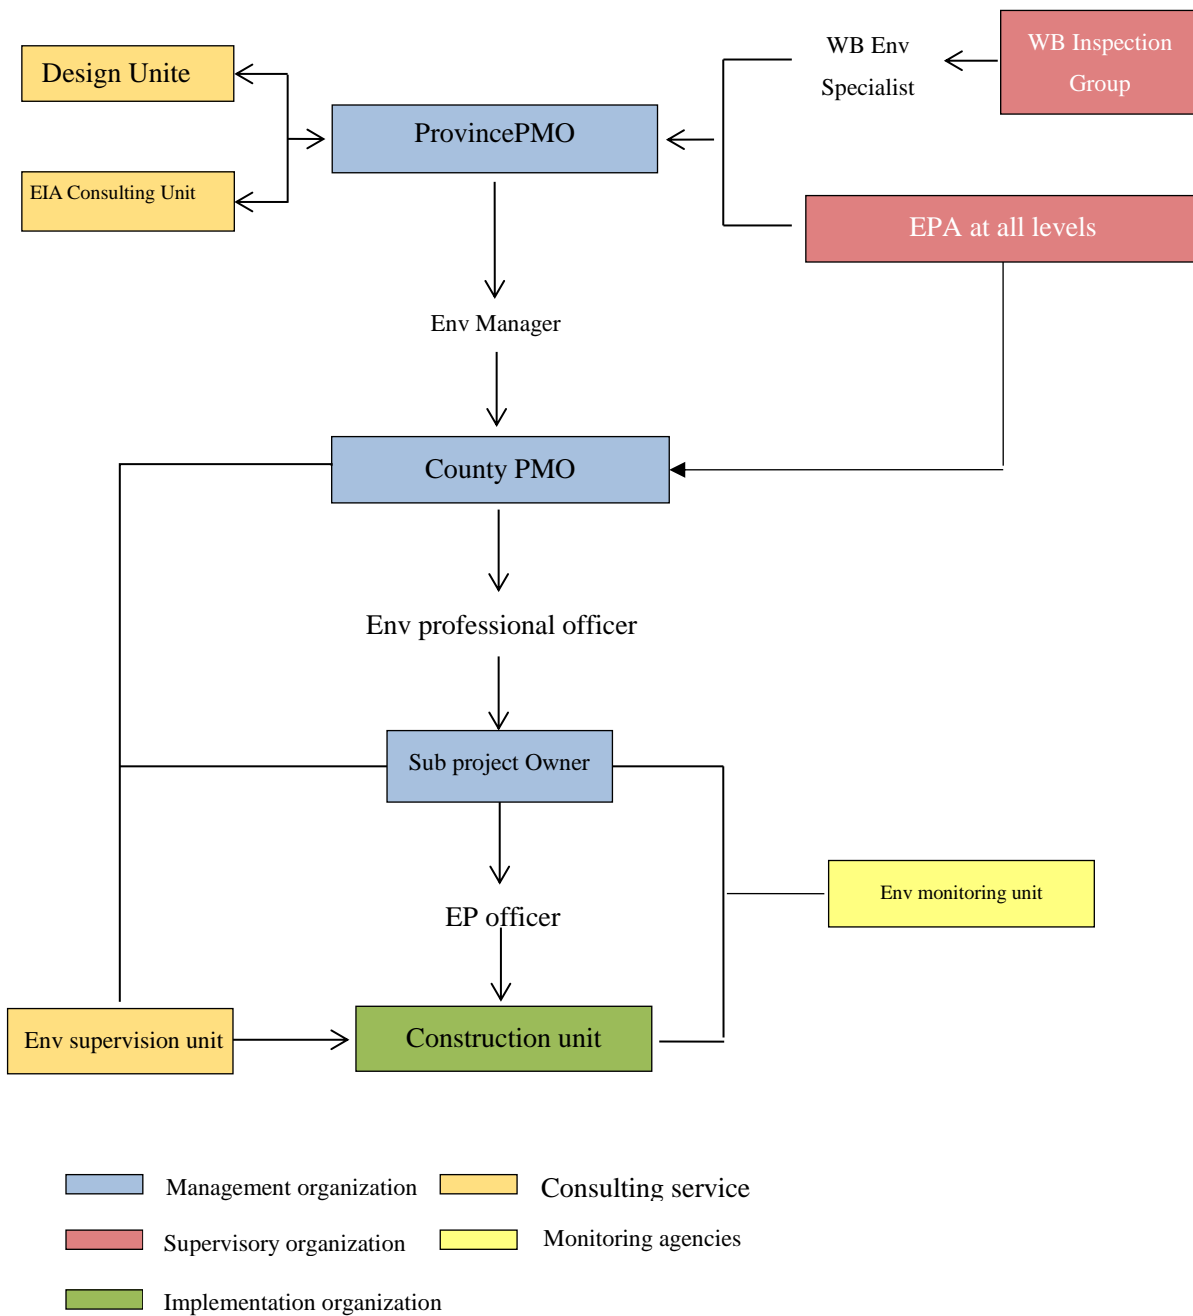 Design Unite
WB Env
Specialist
WB Inspection
Group
ProvincePMO
EIA Consulting Unit
EPA at all levels
Env Manager
County PMO
Env professional officer
Sub project Owner
Env monitoring unit
EP officer
Env supervision unit
Construction unit
Management organization
Consulting service
Supervisory organization
Monitoring agencies
Implementation organization